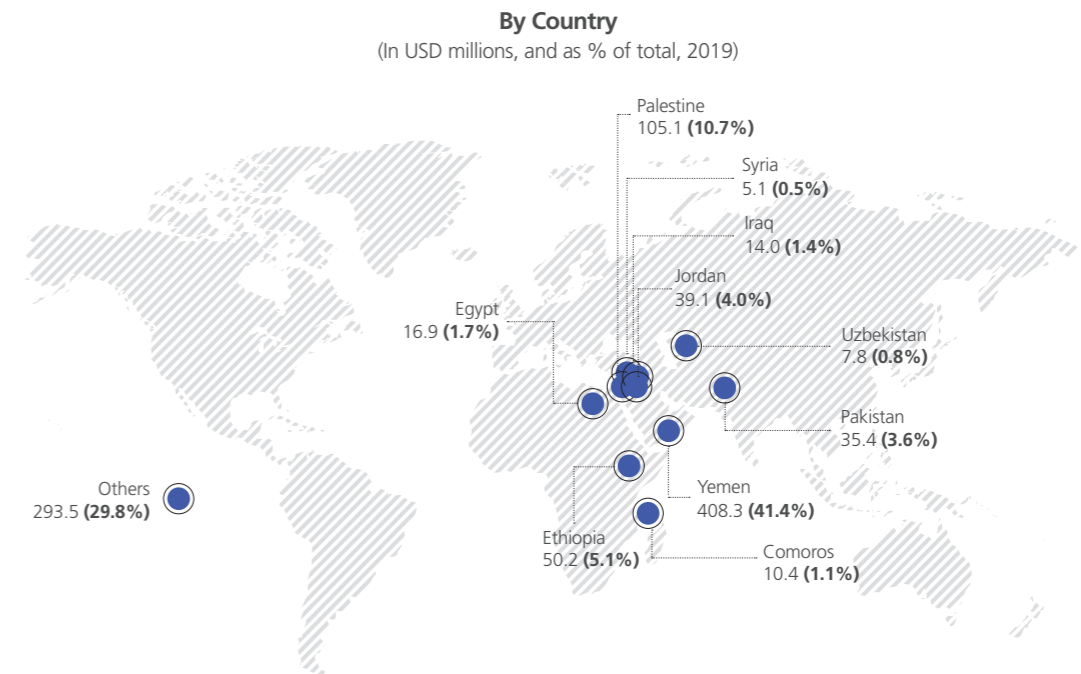 By Country
(In USD millions, and as % of total, 2019)
Palestine
105.1 (10.7%)
Syria
5.1 (0.5%)
Iraq
14.0 (1.4%)
Jordan
39.1 (4.0%)
Egypt
16.9 (1.7%)
Uzbekistan
7.8 (0.8%)
Pakistan
35.4 (3.6%)
Others
293.5 (29.8%)
Yemen
408.3 (41.4%)
Ethiopia
50.2 (5.1%)
Comoros
10.4 (1.1%)